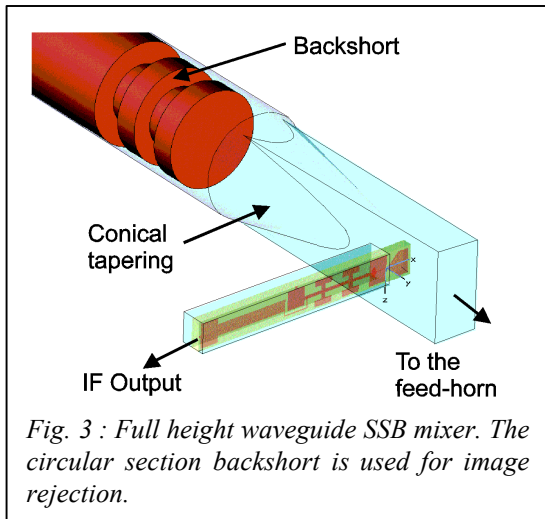 Backshort
Conical
tapering
x
y
z
IF Output
To the
feed-horn
Fig. 3 : Full height waveguide SSB mixer. The
circular section backshort is used for image
rejection.